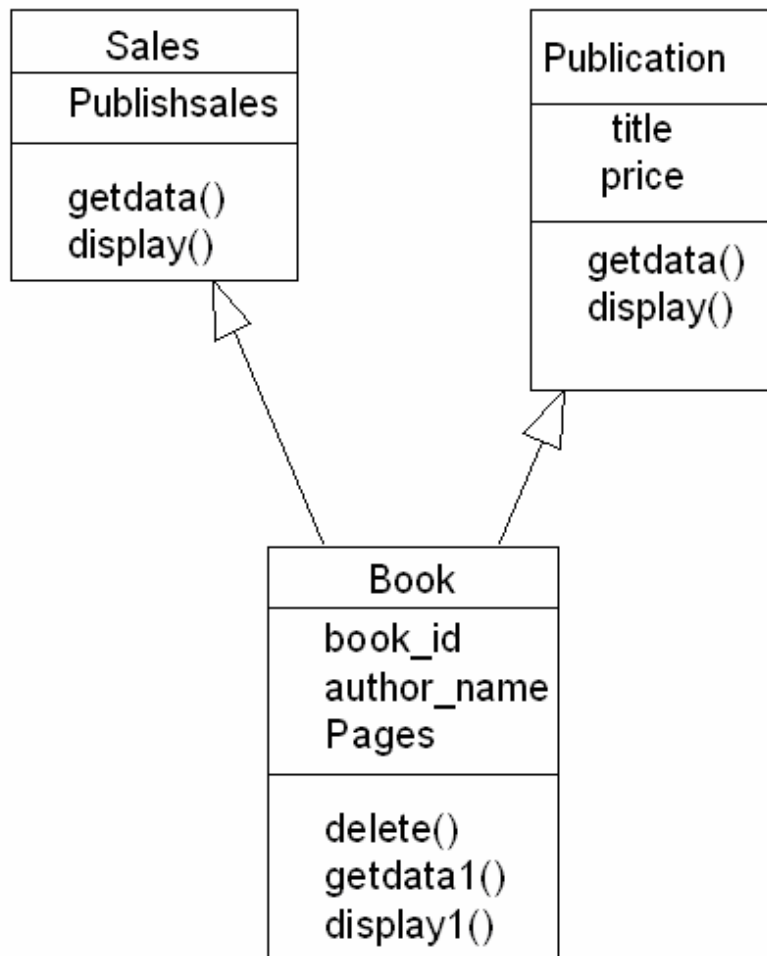 Sales
Publishsales
getdata()
display()
Publication
title
price
getdata()
display()
Book
book_id
author_name
Pages
delete()
getdata1()
display1()